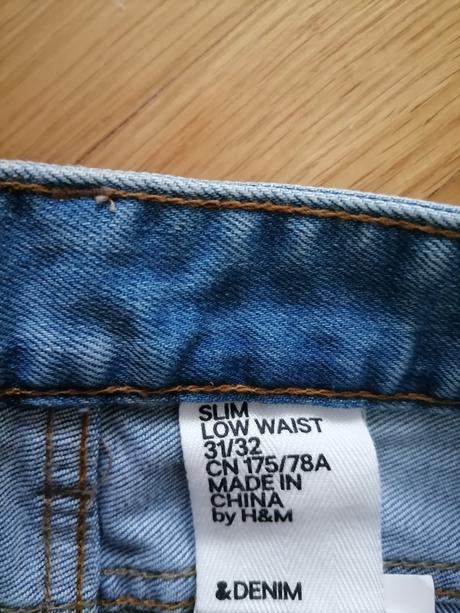 SLIM
LOW WAIST
31/32
CN 175/78A
MADE IN
CHINA
by H&M
&DENIM